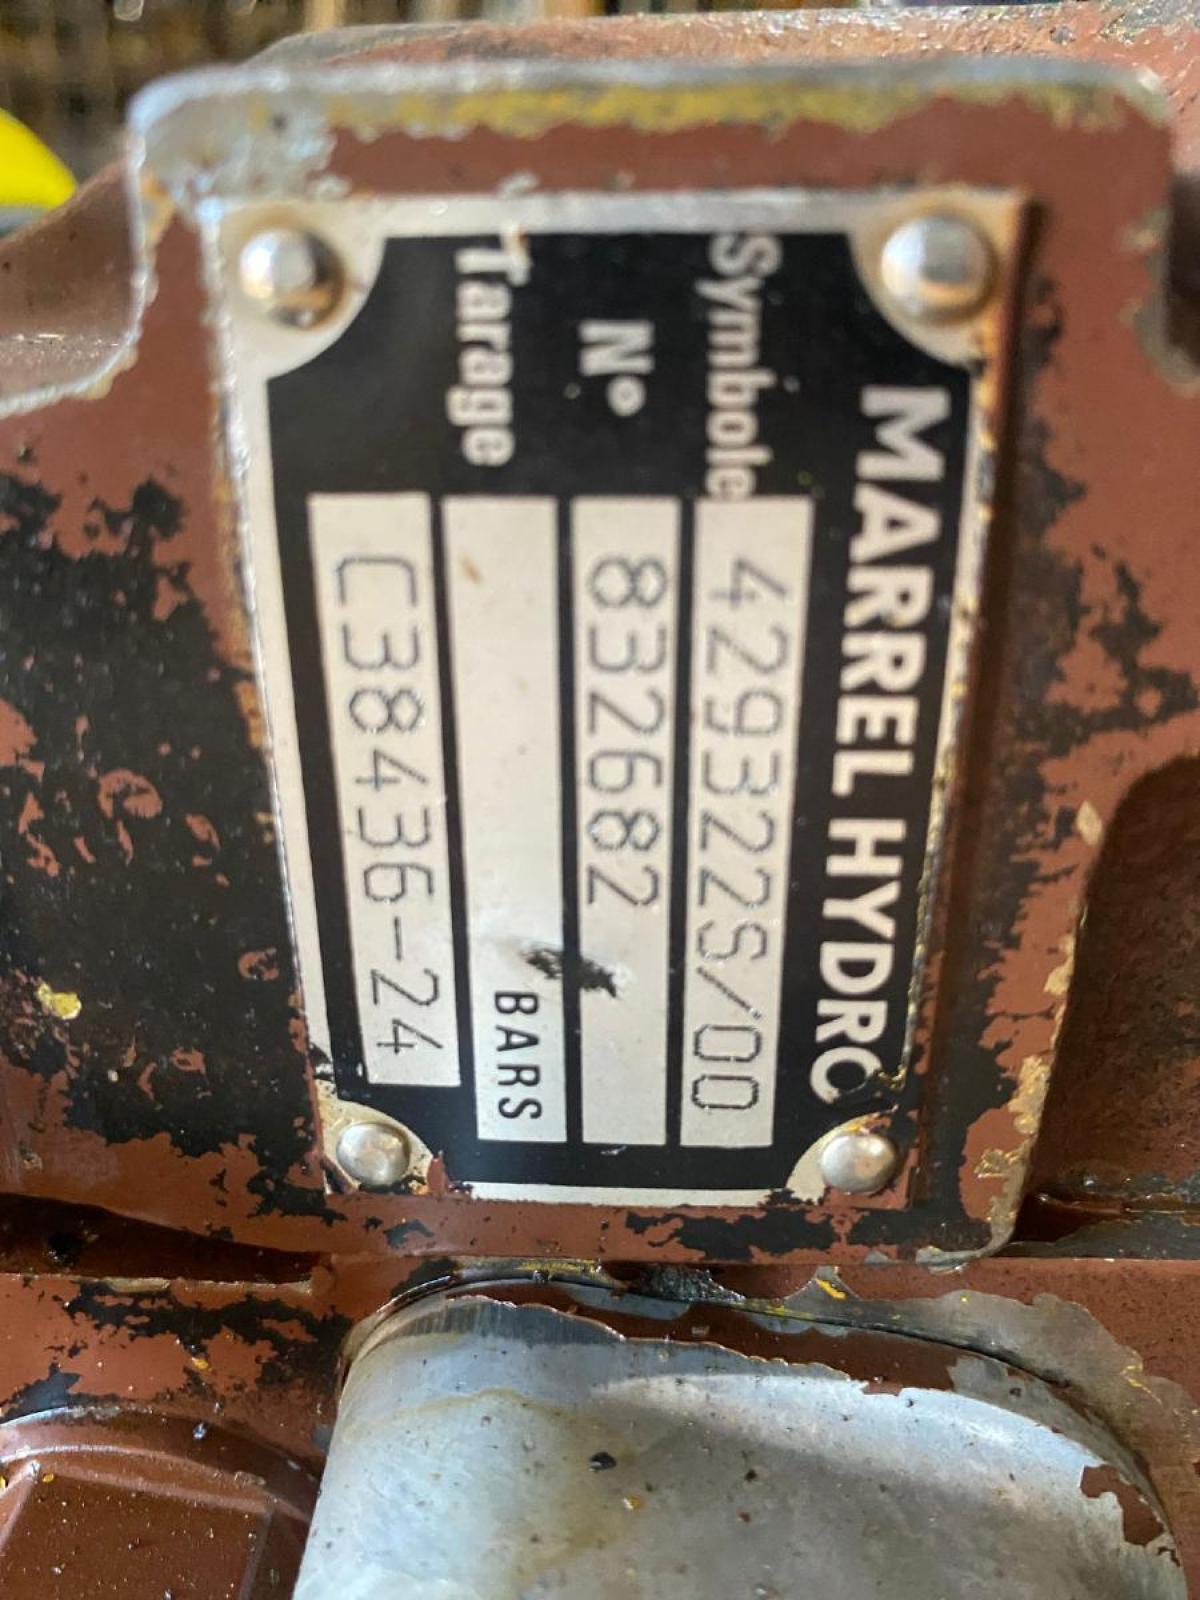 MARREL HYDRO
Symbole 429322S/00
N° 832682
Tarage BARS
C38436-24